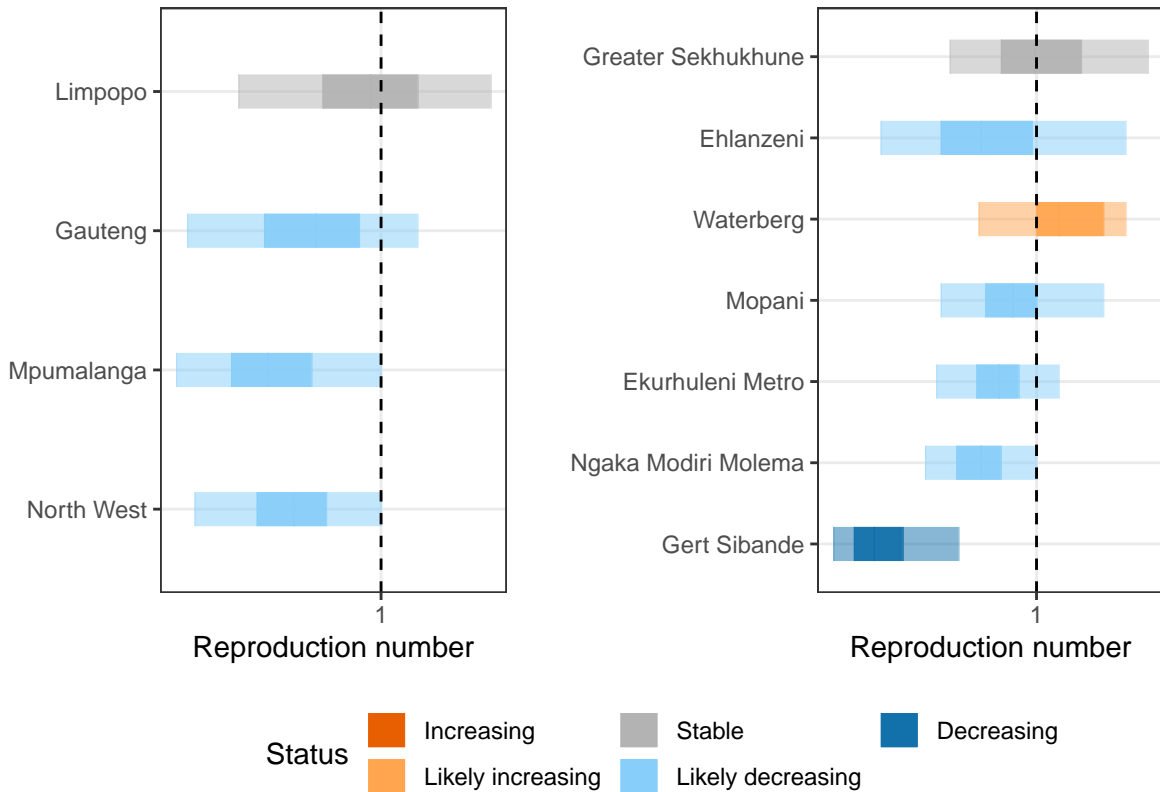 Limpopo
Gauteng
Mpumalanga
North West
1
Reproduction number
Greater Sekhukhune
Ehlanzeni
Waterberg
Mopani
Ekurhuleni Metro
Ngaka Modiri Molema
Gert Sibande
1
Reproduction number
Status
Increasing
Stable
Decreasing
Likely increasing
Likely decreasing